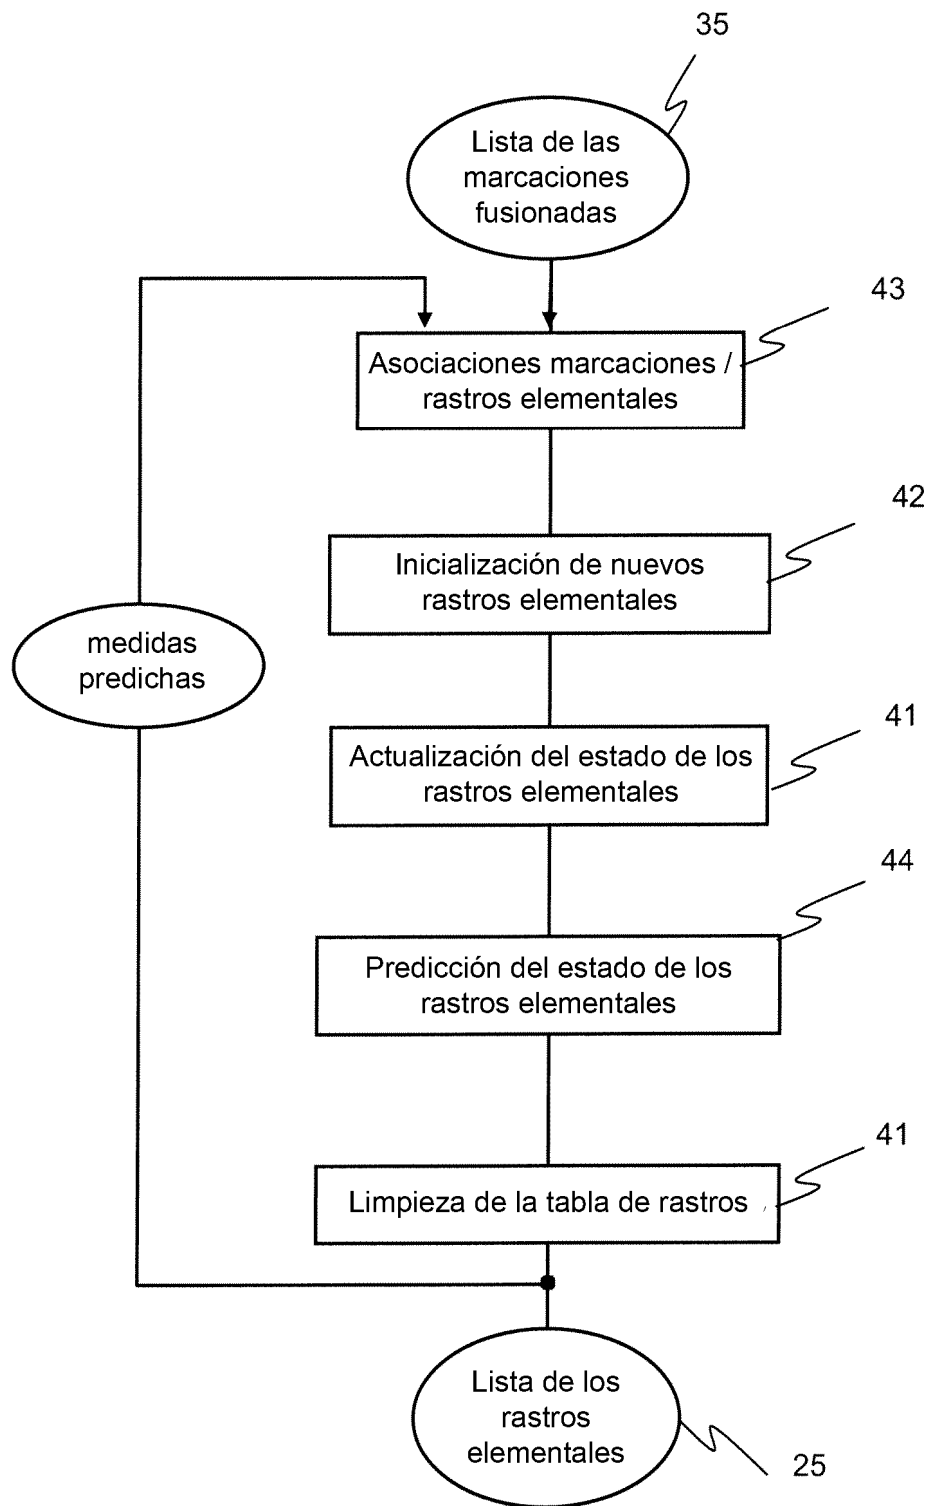 35
Lista de las
marcaciones
fusionadas
43
Asociaciones marcaciones /
rastros elementales
42
Inicialización de nuevos
rastros elementales
medidas
predichas
41
Actualización del estado de los
rastros elementales
44
Predicción del estado de los
rastros elementales
41
Limpieza de la tabla de rastros
Lista de los
rastros
elementales
25